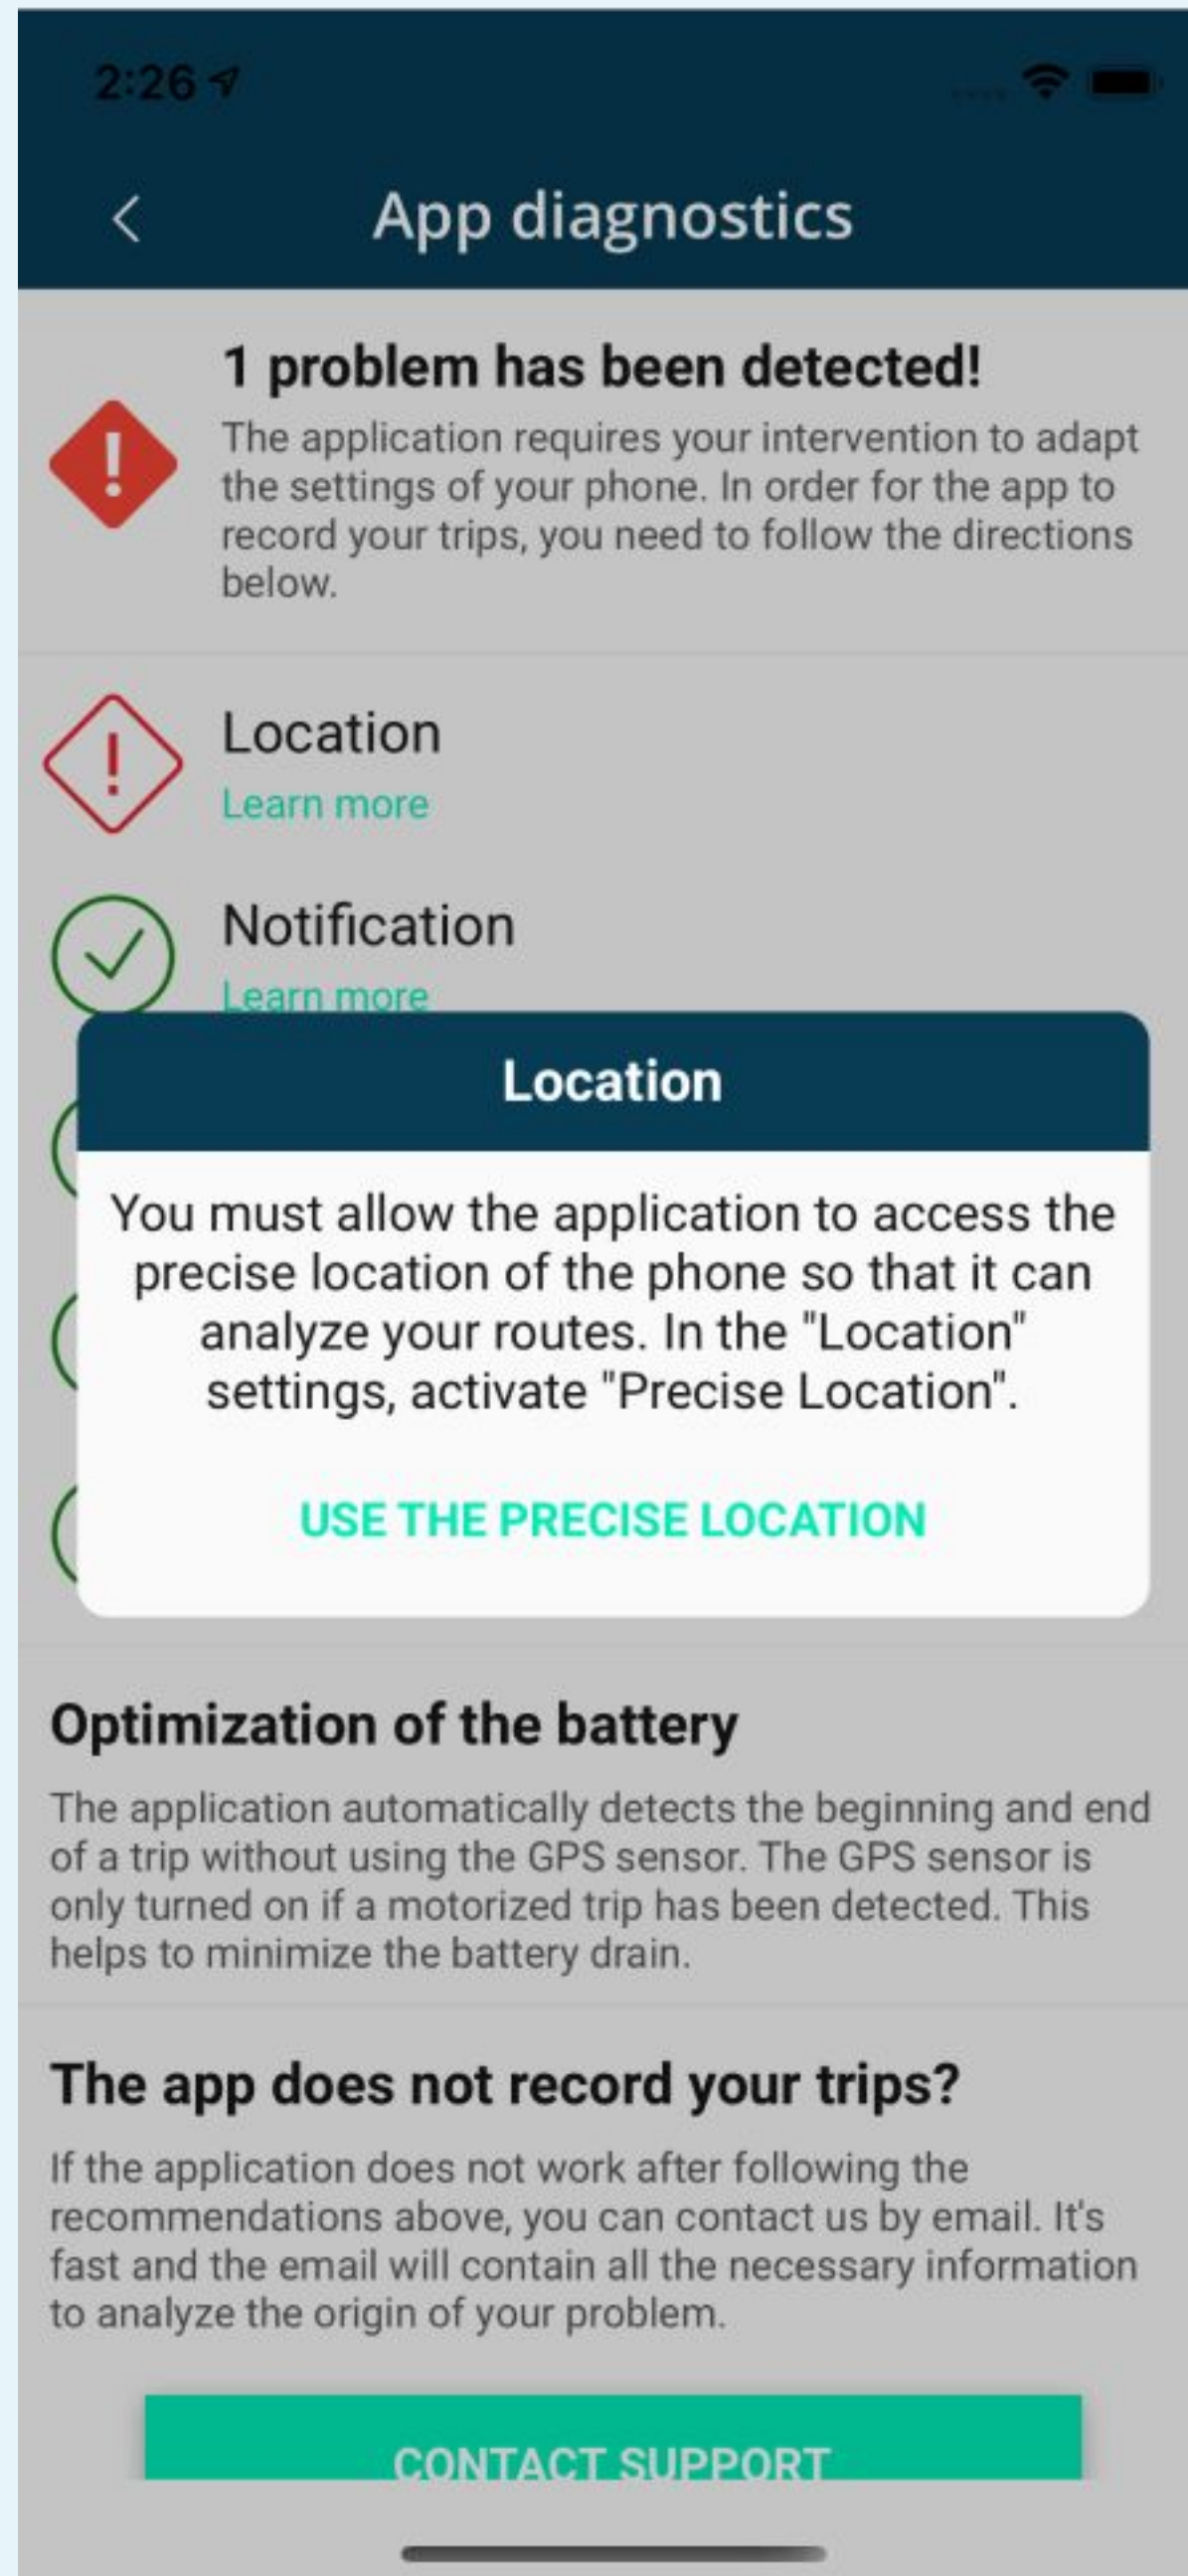 2:26
App diagnostics
1 problem has been detected!
The application requires your intervention to adapt
the settings of your phone. In order for the app to
record your trips, you need to follow the directions
below.
Location
Learn more
Notification
Learn more
Location
You must allow the application to access the
precise location of the phone so that it can
analyze your routes. In the "Location"
settings, activate "Precise Location".
USE THE PRECISE LOCATION
Optimization of the battery
The application automatically detects the beginning and end
of a trip without using the GPS sensor. The GPS sensor is
only turned on if a motorized trip has been detected. This
helps to minimize the battery drain.
The app does not record your trips?
If the application does not work after following the
recommendations above, you can contact us by email. It's
fast and the email will contain all the necessary information
to analyze the origin of your problem.
CONTACT SUPPORT